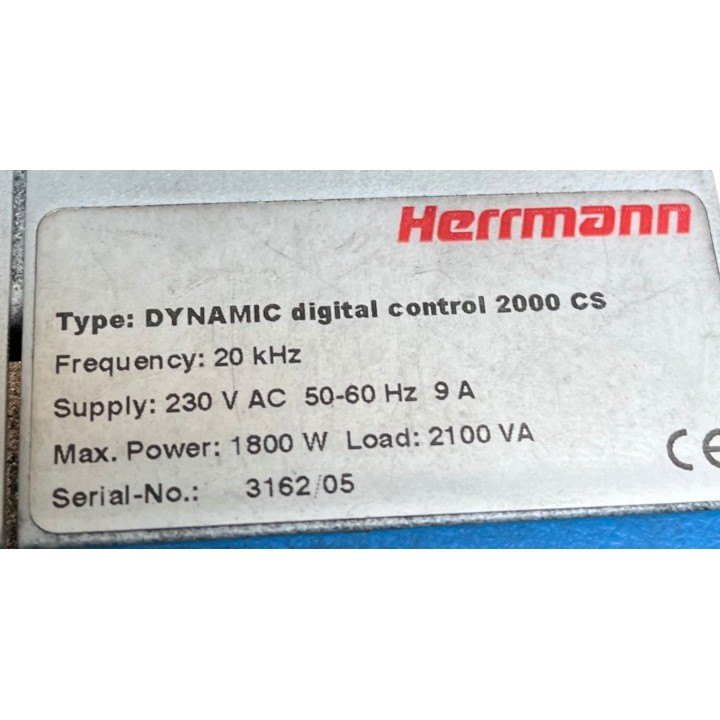 Herrmann
Type: DYNAMIC digital control 2000 CS
Frequency: 20 kHz
Supply: 230 V AC 50-60 Hz 9 A
Max. Power: 1800 W Load: 2100 VA
CE
Serial-No.: 3162/05